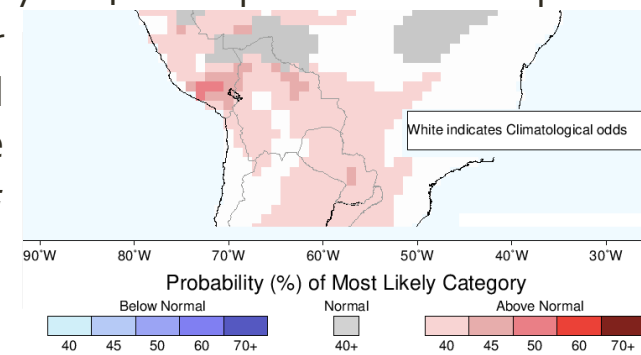 White indicates Climatological odds
90°W 80°W 70°W 60°W 50°W 40°W 30°W
Probability (%) of Most Likely Category
Below Normal Normal Above Normal
40 45 50 60 70+ 40+ 40 45 50 60 70+